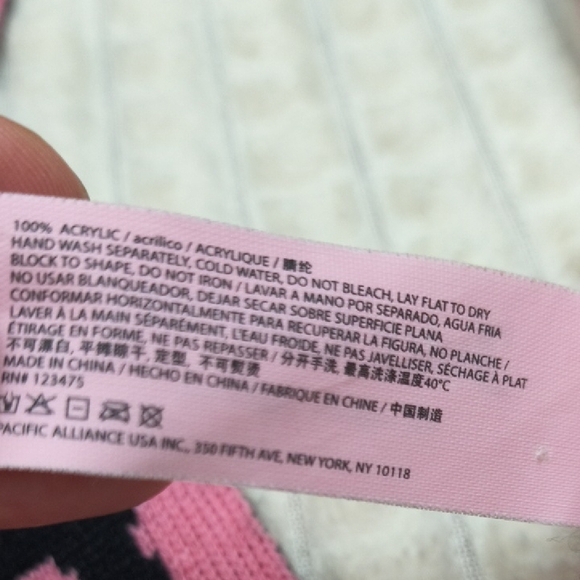 100% ACRYLIC / acrilico / ACRYLIQUE / 腈纶
HAND WASH SEPARATELY, COLD WATER, DO NOT BLEACH, LAY FLAT TO DRY
BLOCK TO SHAPE, DO NOT IRON / LAVAR A MANO POR SEPARADO, AGUA FRIA
NO USAR BLANQUEADOR, DEJAR SECAR SOBRE SUPERFICIE PLANA
CONFORMAR HORIZONTALMENTE PARA RECUPERAR LA FIGURA, NO PLANCHE /
LAVER À LA MAIN SÉPARÉMENT, L'EAU FROIDE, NE PAS JAVELLISER, SÉCHAGE À PLAT
ÉTIRAGE EN FORME, NE PAS REPASSER / 分开手洗, 最高洗涤温度40°C
不可漂白, 平摊晾干, 定型, 不可熨烫
MADE IN CHINA / HECHO EN CHINA / FABRIQUE EN CHINE / 中国制造
RN# 123475
PACIFIC ALLIANCE USA INC., 350 FIFTH AVE, NEW YORK, NY 10118